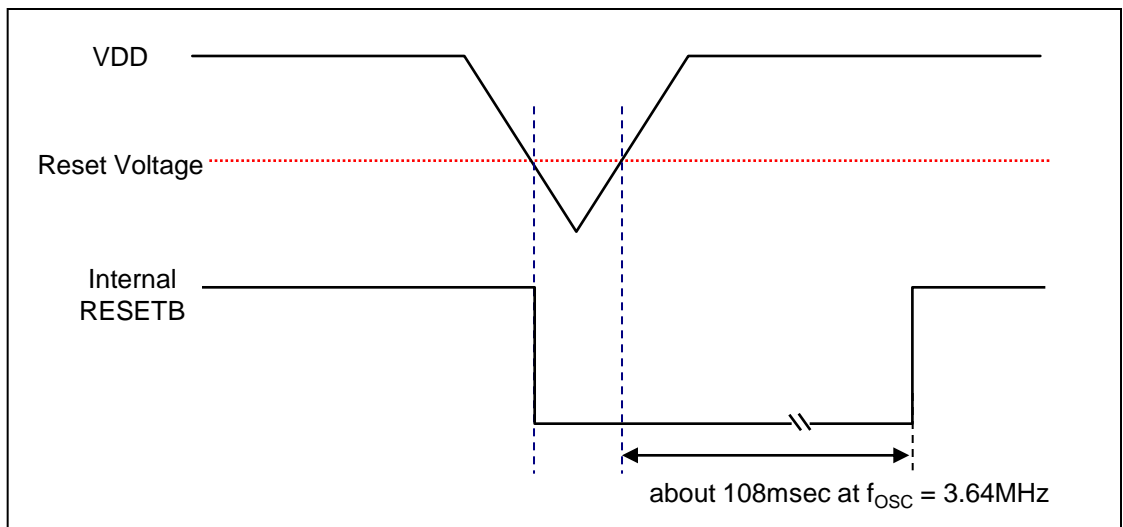 VDD
Reset Voltage
Internal
RESETB
about 108msec at fOSC = 3.64MHz